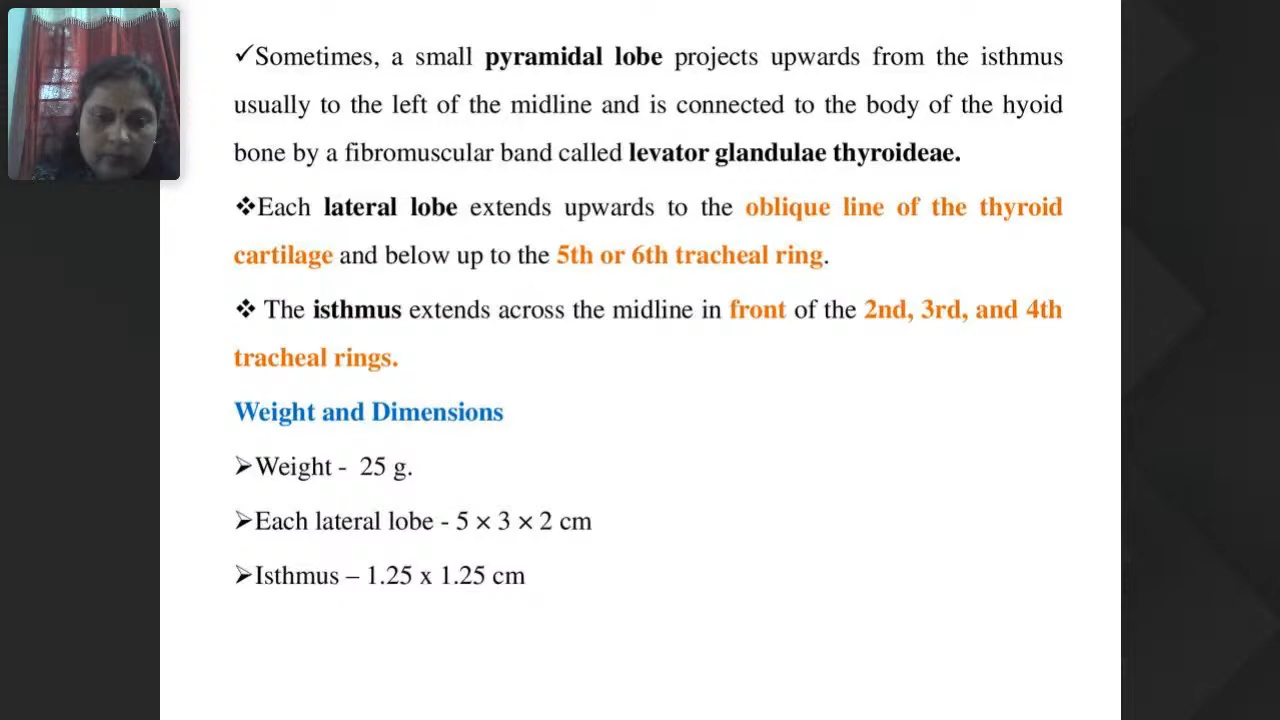 ✓Sometimes, a small pyramidal lobe projects upwards from the isthmus
usually to the left of the midline and is connected to the body of the hyoid
bone by a fibromuscular band called levator glandulae thyroideae.
❖Each lateral lobe extends upwards to the oblique line of the thyroid
cartilage and below up to the 5th or 6th tracheal ring.
❖ The isthmus extends across the midline in front of the 2nd, 3rd, and 4th
tracheal rings.
Weight and Dimensions
➢Weight - 25 g.
➢Each lateral lobe - 5 × 3 × 2 cm
➢Isthmus – 1.25 x 1.25 cm